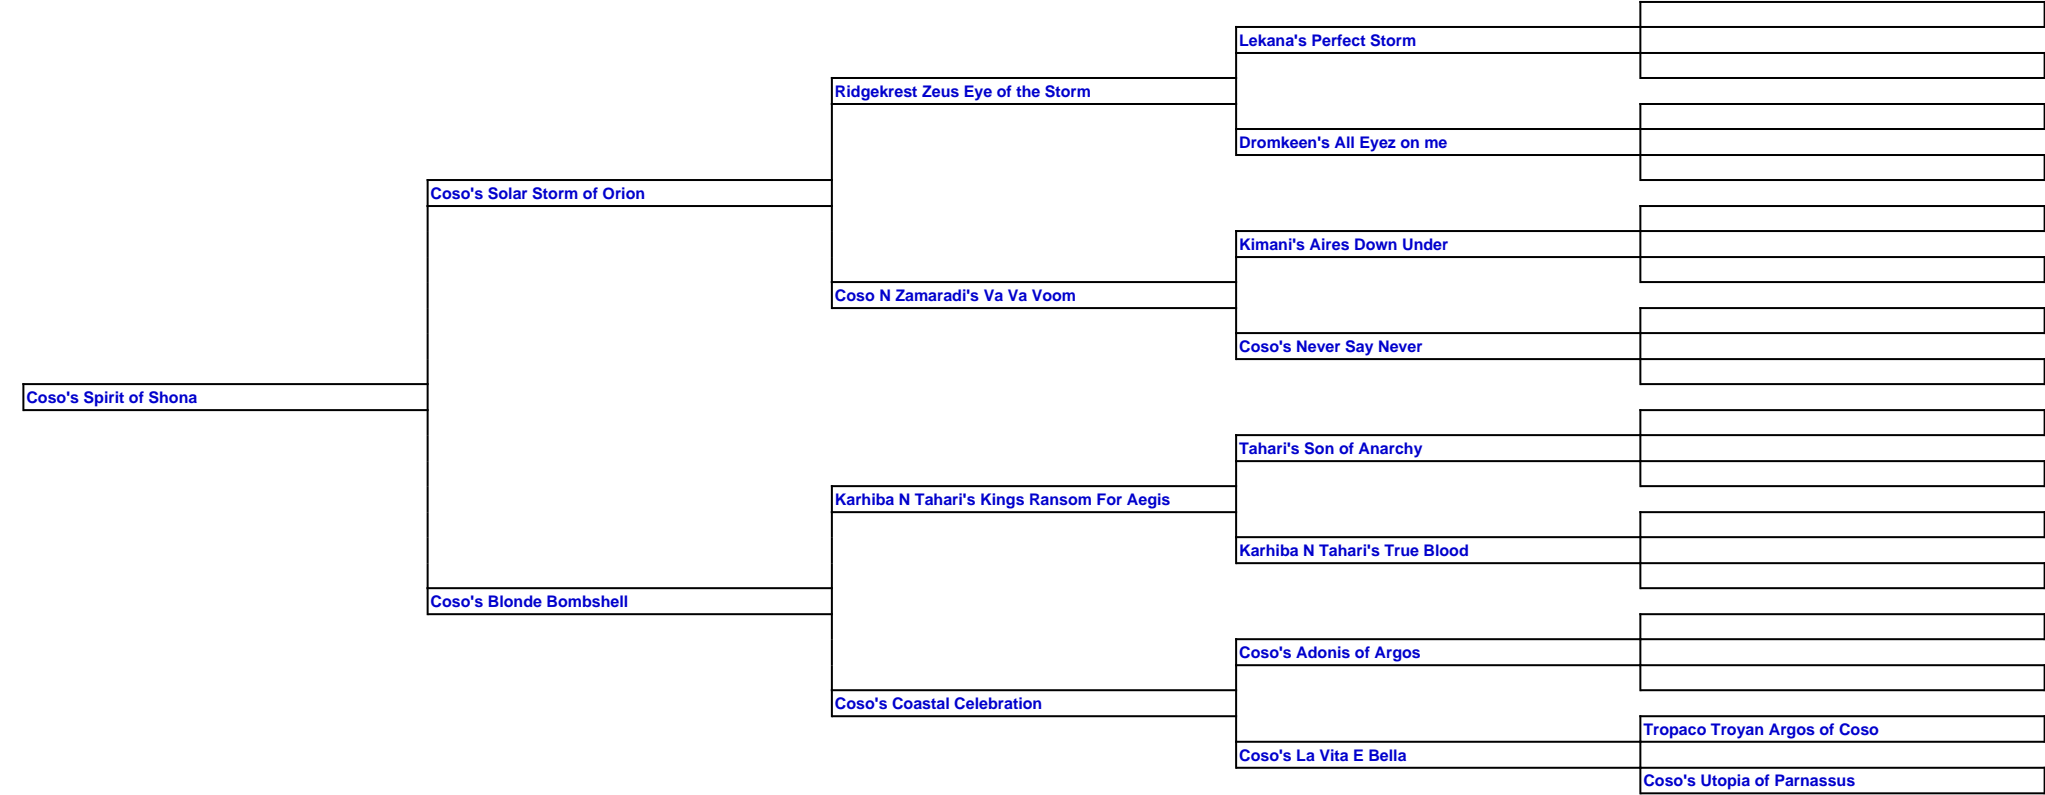 Lekana's Perfect Storm
Ridgekrest Zeus Eye of the Storm
Dromkeen's All Eyez on me
Coso's Solar Storm of Orion
Kimani's Aires Down Under
Coso N Zamaradi's Va Va Voom
Coso's Never Say Never
Coso's Spirit of Shona
Tahari's Son of Anarchy
Karhiba N Tahari's Kings Ransom For Aegis
Karhiba N Tahari's True Blood
Coso's Blonde Bombshell
Coso's Adonis of Argos
Coso's Coastal Celebration
Tropaco Troyan Argos of Coso
Coso's La Vita E Bella
Coso's Utopia of Parnassus